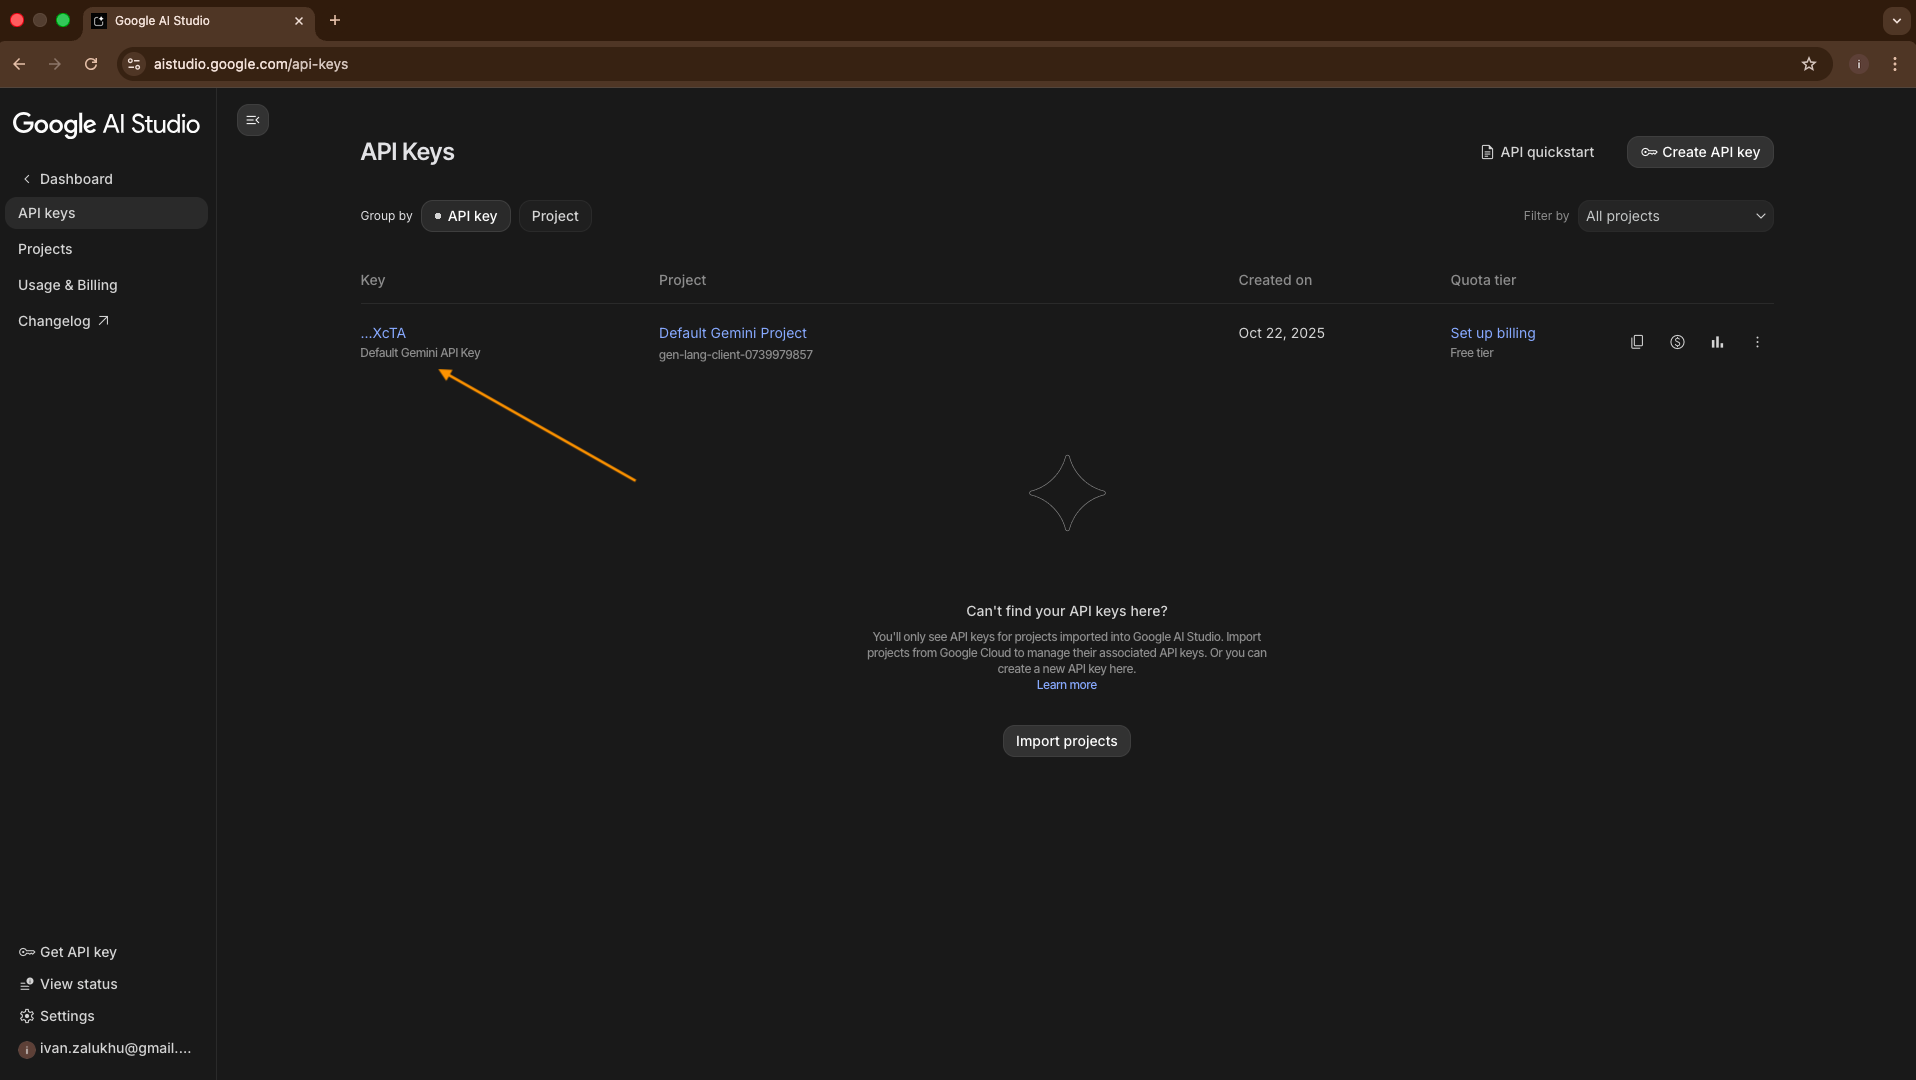 Google AI Studio
aistudio.google.com/api-keys
i
Google AI Studio
Dashboard
API keys
Projects
Usage & Billing
Changelog
API Keys
API quickstart
Create API key
Group by
API key
Project
Filter by
All projects
Key
Project
Created on
Quota tier
...XcTA
Default Gemini Project
Oct 22, 2025
Set up billing
Default Gemini API Key
gen-lang-client-0739979857
Free tier
Can't find your API keys here?
You'll only see API keys for projects imported into Google AI Studio. Import
projects from Google Cloud to manage their associated API keys. Or you can
create a new API key here.
Learn more
Import projects
Get API key
View status
Settings
i
ivan.zalukhu@gmail....